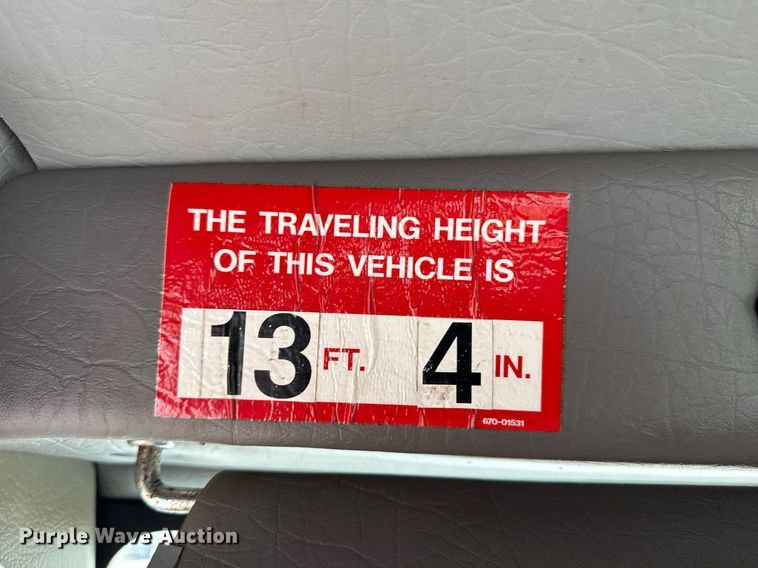 THE TRAVELING HEIGHT
OF THIS VEHICLE IS
13 FT. 4 IN.
670-01531
Purple Wave Auction